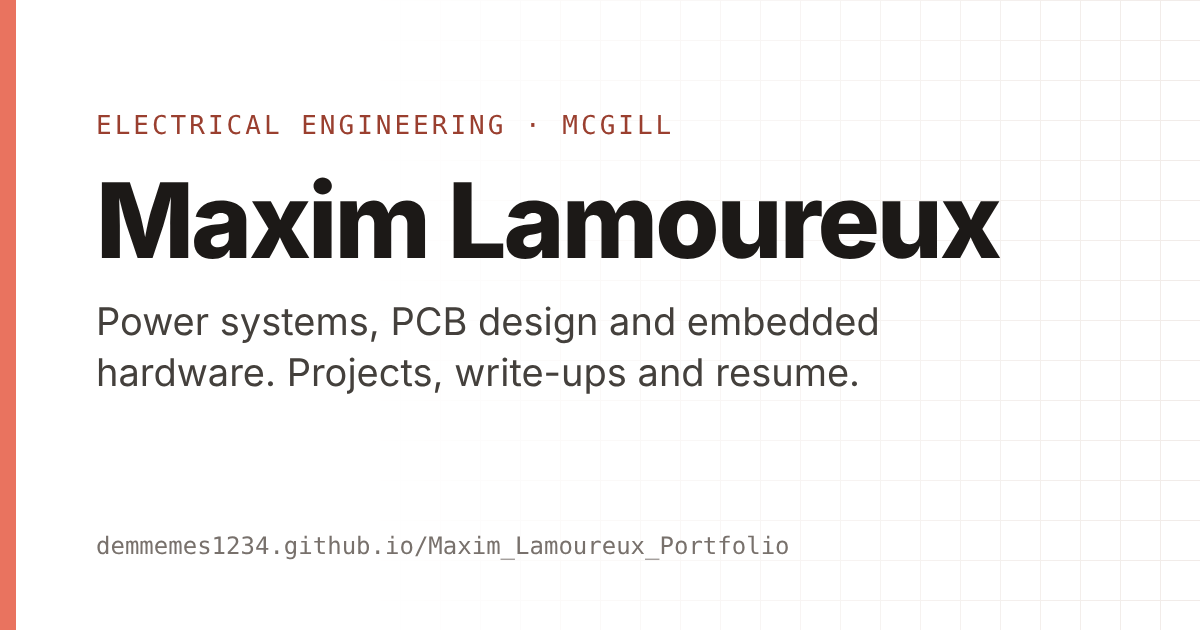 ELECTRICAL ENGINEERING · MCGILL
Maxim Lamoureux
Power systems, PCB design and embedded
hardware. Projects, write-ups and resume.
demmemes1234.github.io/Maxim_Lamoureux_Portfolio